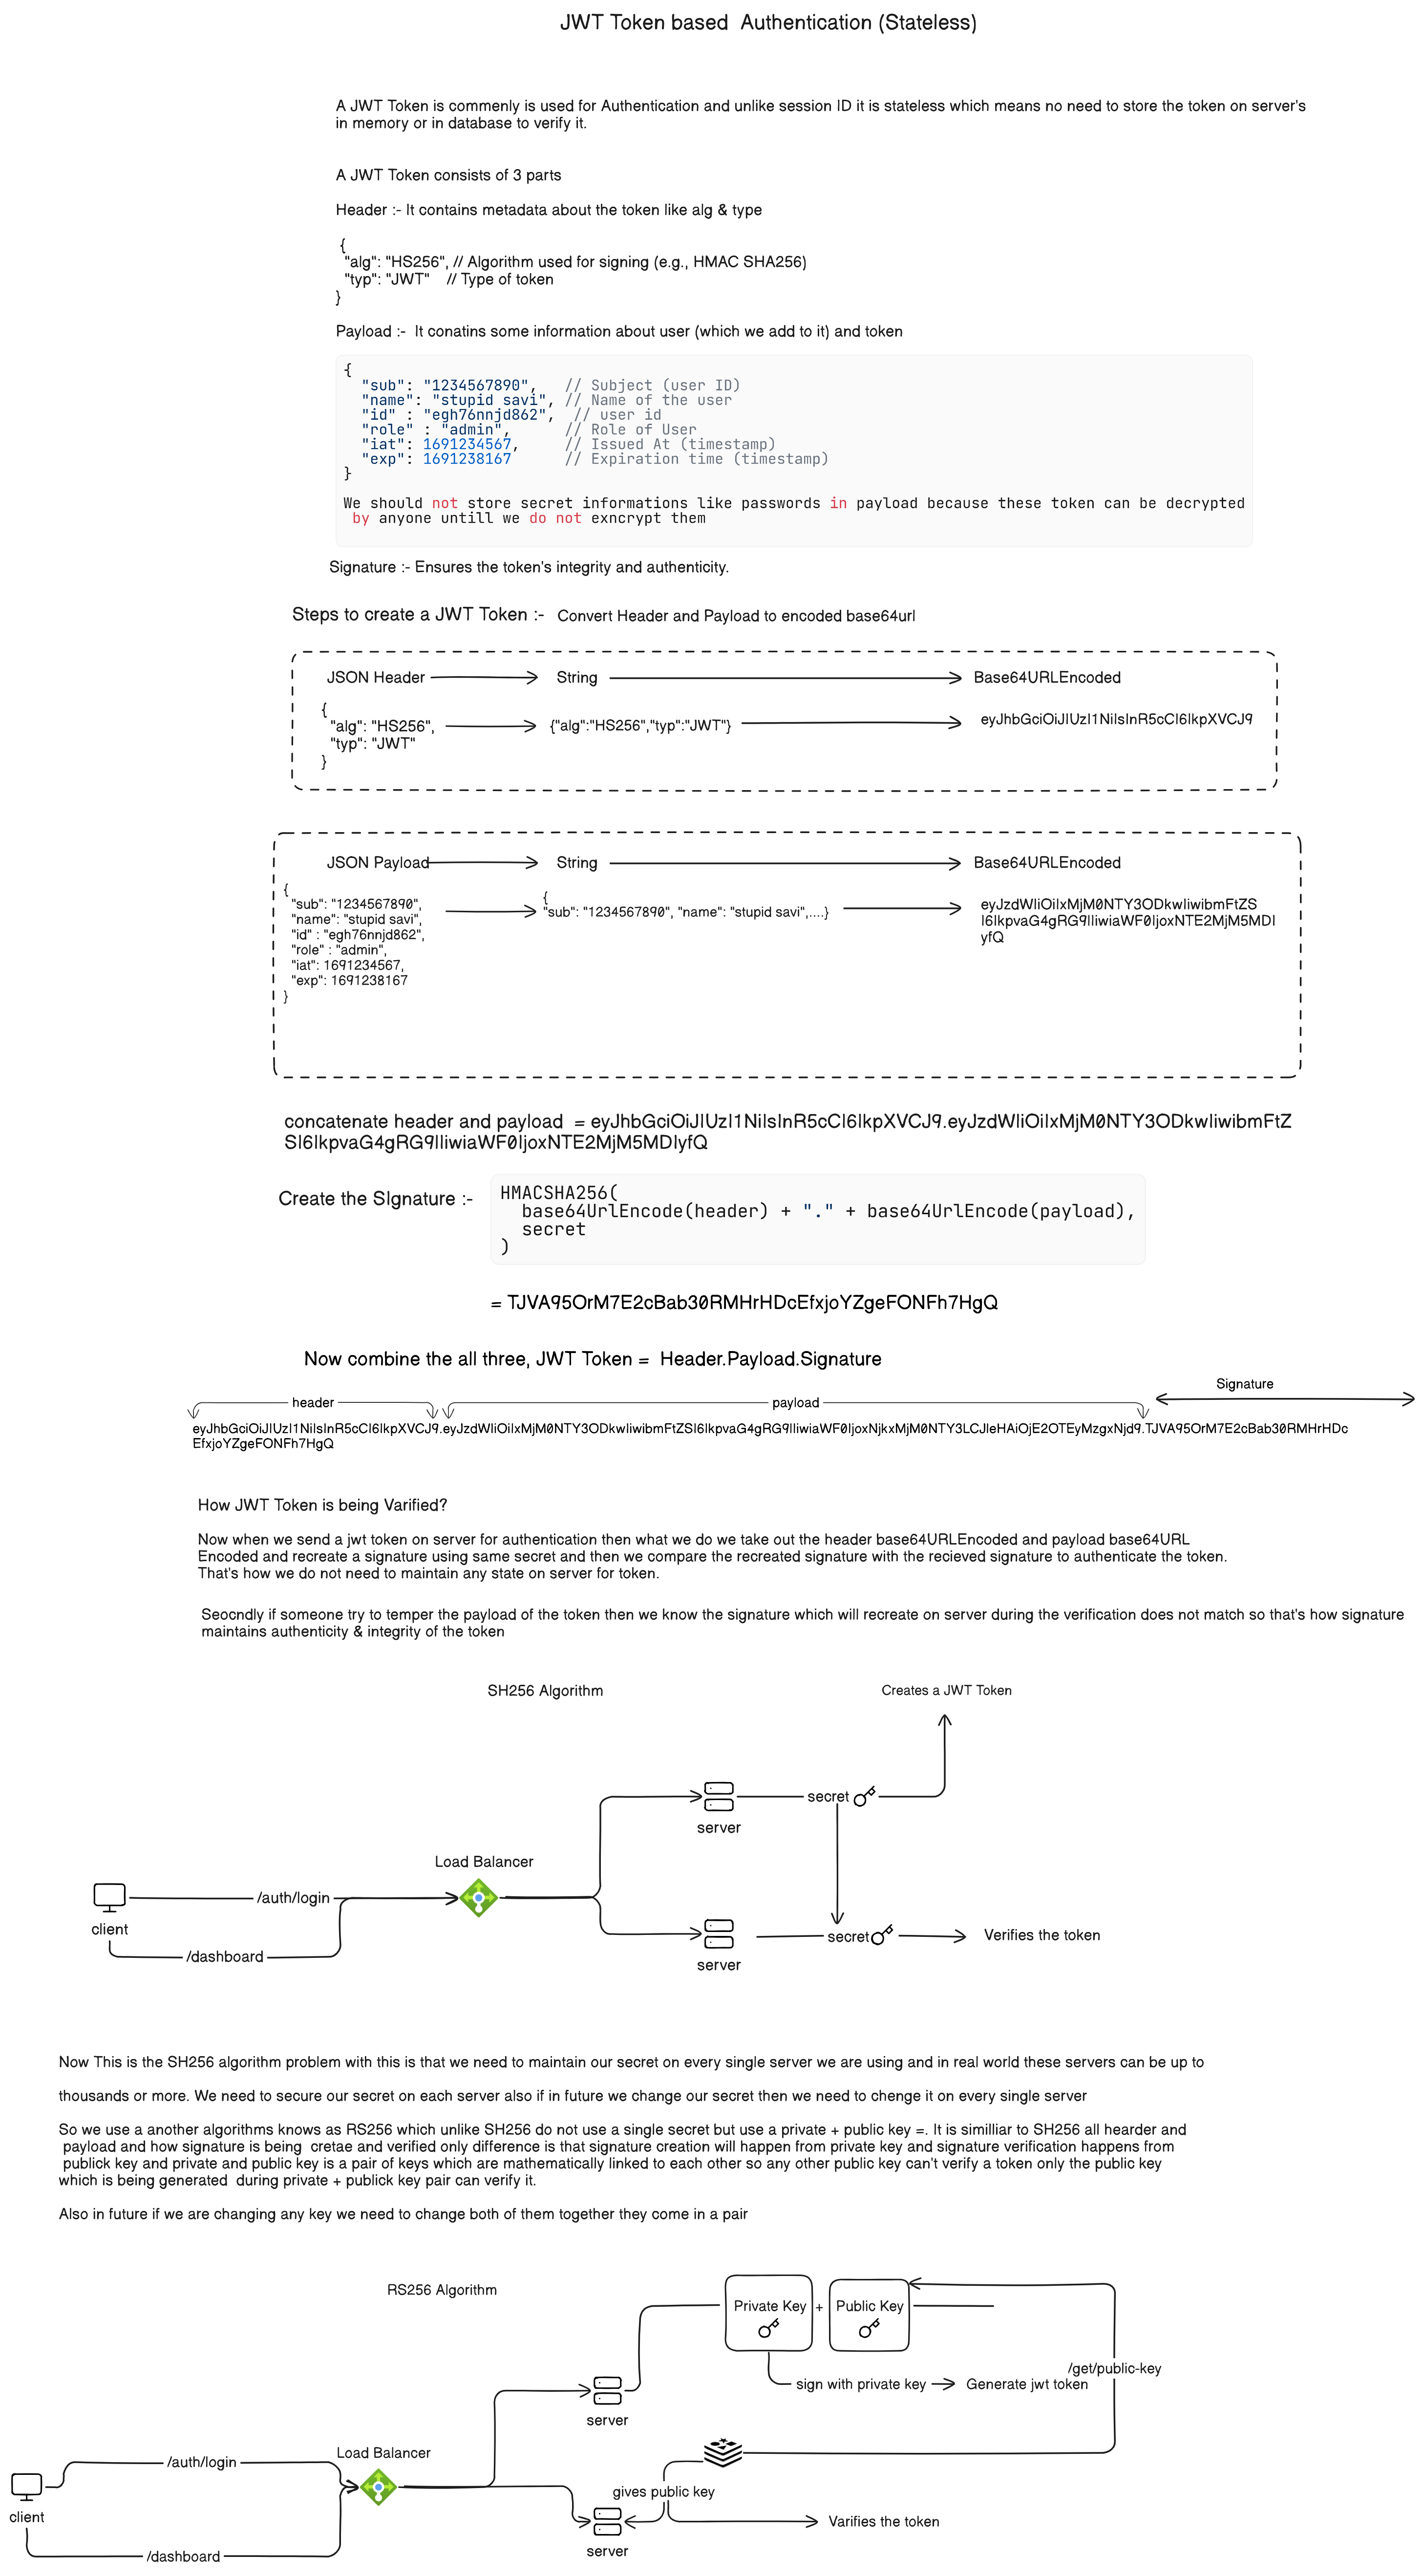 JWT Token based  Authentication (Stateless)
A JWT Token is commenly is used for Authentication and unlike session ID it is stateless which means no need to store the token on server's
in memory or in database to verify it.
A JWT Token consists of 3 parts
Header :- It contains metadata about the token like alg & type
{
"alg": "HS256", // Algorithm used for signing (e.g., HMAC SHA256)
"typ": "JWT"    // Type of token
}
Payload :-  It conatins some information about user (which we add to it) and token
{
"sub": "1234567890",   // Subject (user ID)
"name": "stupid savi", // Name of the user
"id" : "egh76nnjd862",  // user id
"role" : "admin",      // Role of User
"iat": 1691234567,     // Issued At (timestamp)
"exp": 1691238167      // Expiration time (timestamp)
}
We should not store secret informations like passwords in payload because these token can be decrypted
by anyone untill we do not exncrypt them
Signature :- Ensures the token's integrity and authenticity.
Steps to create a JWT Token :-   Convert Header and Payload to encoded base64url
JSON Header String Base64URLEncoded
{
"alg": "HS256",
"typ": "JWT"
}
{"alg":"HS256","typ":"JWT"}
eyJhbGciOiJIUzI1NiIsInR5cCI6IkpXVCJ9
JSON Payload String Base64URLEncoded
{
"sub": "1234567890",
"name": "stupid savi",
"id" : "egh76nnjd862",
"role" : "admin",
"iat": 1691234567,
"exp": 1691238167
}
{
"sub": "1234567890", "name": "stupid savi",....}
eyJzdWIiOiIxMjM0NTY3ODkwIiwibmFtZS
I6IkpvaG4gRG9lIiwiaWF0IjoxNTE2MjM5MDI
yfQ
concatenate header and payload  = eyJhbGciOiJIUzI1NiIsInR5cCI6IkpXVCJ9.eyJzdWIiOiIxMjM0NTY3ODkwIiwibmFtZ
SI6IkpvaG4gRG9lIiwiaWF0IjoxNTE2MjM5MDIyfQ
Create the SIgnature :-
HMACSHA256(
base64UrlEncode(header) + "." + base64UrlEncode(payload),
secret
)
= TJVA95OrM7E2cBab30RMHrHDcEfxjoYZgeFONFh7HgQ
Now combine the all three, JWT Token =  Header.Payload.Signature
header payload Signature
eyJhbGciOiJIUzI1NiIsInR5cCI6IkpXVCJ9.eyJzdWIiOiIxMjM0NTY3ODkwIiwibmFtZSI6IkpvaG4gRG9lIiwiaWF0IjoxNjkxMjM0NTY3LCJleHAiOjE2OTEyMzgxNjd9.TJVA95OrM7E2cBab30RMHrHDc
EfxjoYZgeFONFh7HgQ
How JWT Token is being Varified?
Now when we send a jwt token on server for authentication then what we do we take out the header base64URLEncoded and payload base64URL
Encoded and recreate a signature using same secret and then we compare the recreated signature with the recieved signature to authenticate the token.
That's how we do not need to maintain any state on server for token.
Seocndly if someone try to temper the payload of the token then we know the signature which will recreate on server during the verification does not match so that's how signature
maintains authenticity & integrity of the token
SH256 Algorithm
Creates a JWT Token
secret
server
Load Balancer
/auth/login
client
/dashboard
secret
Verifies the token
server
Now This is the SH256 algorithm problem with this is that we need to maintain our secret on every single server we are using and in real world these servers can be up to
thousands or more. We need to secure our secret on each server also if in future we change our secret then we need to chenge it on every single server
So we use a another algorithms knows as RS256 which unlike SH256 do not use a single secret but use a private + public key =. It is similliar to SH256 all hearder and
payload and how signature is being  cretae and verified only difference is that signature creation will happen from private key and signature verification happens from
publick key and private and public key is a pair of keys which are mathematically linked to each other so any other public key can't verify a token only the public key
which is being generated  during private + publick key pair can verify it.
Also in future if we are changing any key we need to change both of them together they come in a pair
RS256 Algorithm
Private Key + Public Key
/get/public-key
sign with private key
Generate jwt token
server
Load Balancer
/auth/login
client
gives public key
Varifies the token
server
/dashboard